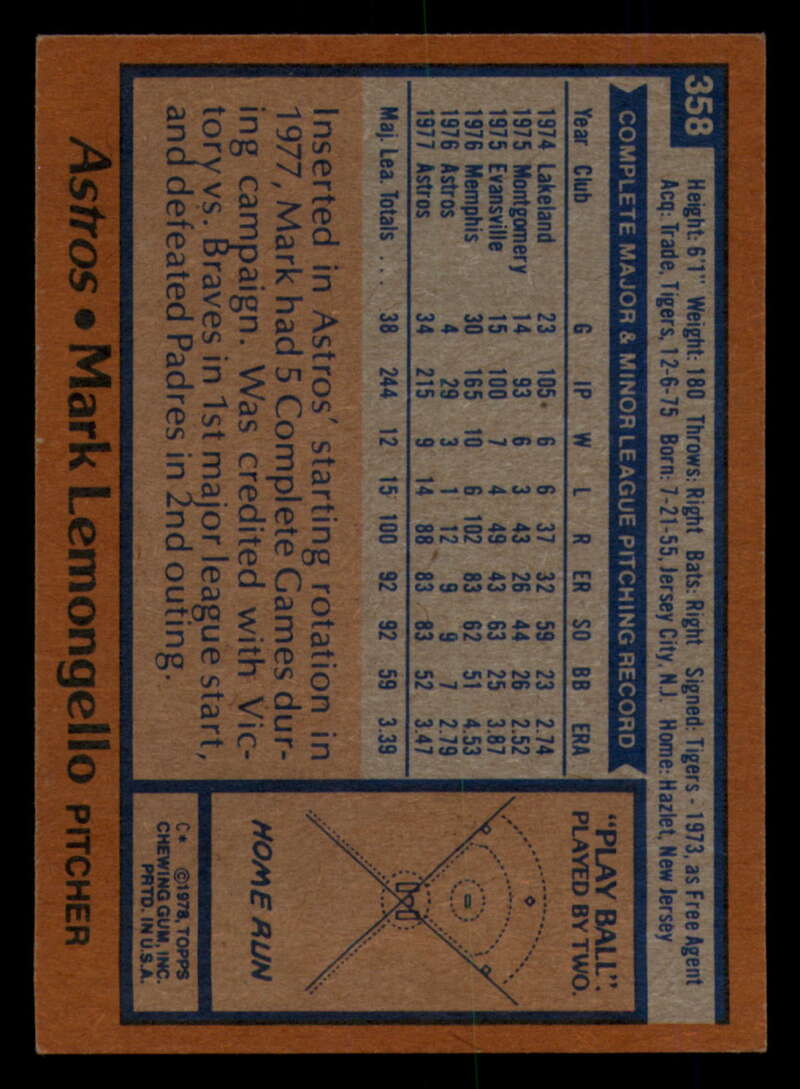 358
Height: 6'1" Weight: 180 Throws: Right Bats: Right Signed: Tigers - 1973, as Free Agent
Acq: Trade, Tigers, 12-6-75 Born: 7-21-55, Jersey City, N.J. Home: Hazlet, New Jersey
COMPLETE MAJOR & MINOR LEAGUE PITCHING RECORD
Year Club G IP W L R ER SO BB ERA
1974 Lakeland 23 105 6 6 37 32 59 23 2.74
1975 Montgomery 14 93 6 3 43 26 44 26 2.52
1975 Evansville 15 100 7 4 49 43 63 25 3.87
1976 Memphis 30 165 10 6 102 83 62 51 4.53
1976 Astros 4 29 3 1 12 9 9 7 2.79
1977 Astros 34 215 9 14 88 83 83 52 3.47
Maj. Lea. Totals ... 38 244 12 15 100 92 92 59 3.39
Inserted in Astros' starting rotation in
1977, Mark had 5 Complete Games dur-
ing campaign. Was credited with Vic-
tory vs. Braves in 1st major league start,
and defeated Padres in 2nd outing.
"PLAY BALL":
PLAYED BY TWO.
HOME RUN
C* ©1978, TOPPS
CHEWING GUM, INC.
PRTD. IN U.S.A.
Astros • Mark Lemongello PITCHER